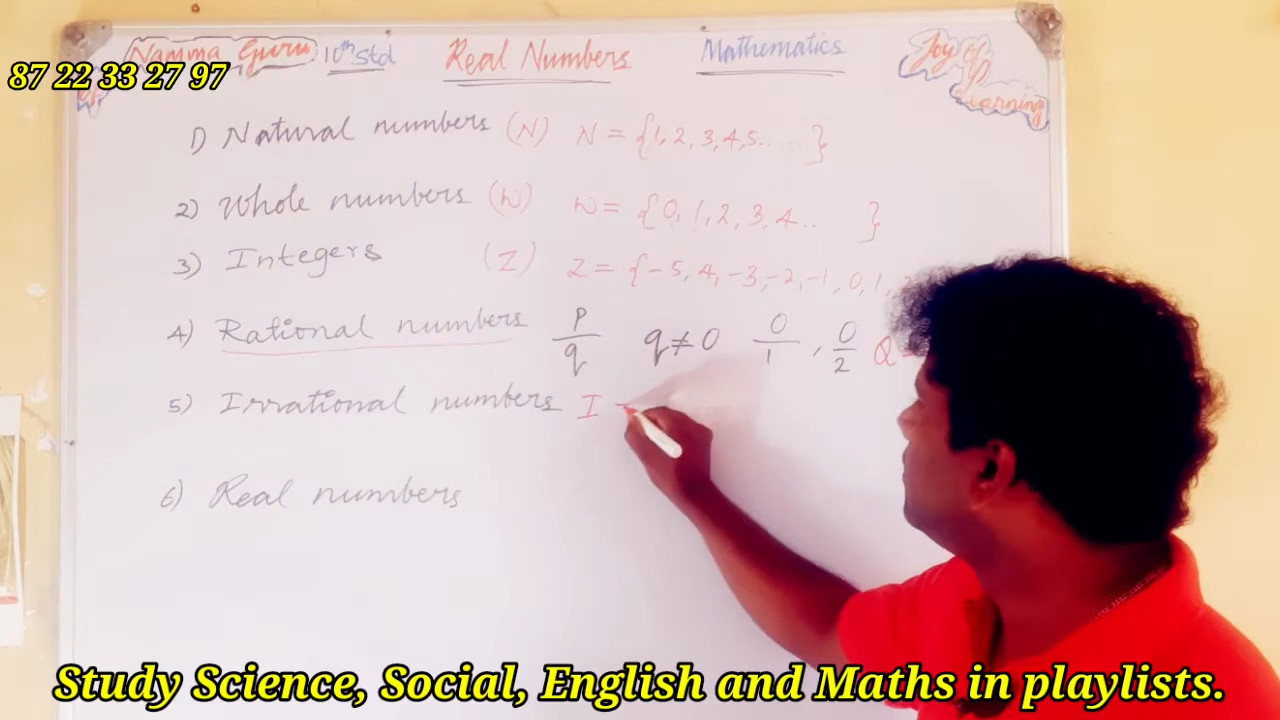 Namma Guru 10th Std Real Numbers Mathematics Joy of Learning
87 22 33 27 97
1) Natural numbers (N) N = {1, 2, 3, 4, 5..... }
2) Whole numbers (W) W = {0, 1, 2, 3, 4.. }
3) Integers (Z) Z = {-5, 4, -3, -2, -1, 0, 1,
4) Rational numbers p/q q≠0 0/1 , 0/2 Q
5) Irrational numbers I
6) Real numbers
Study Science, Social, English and Maths in playlists.